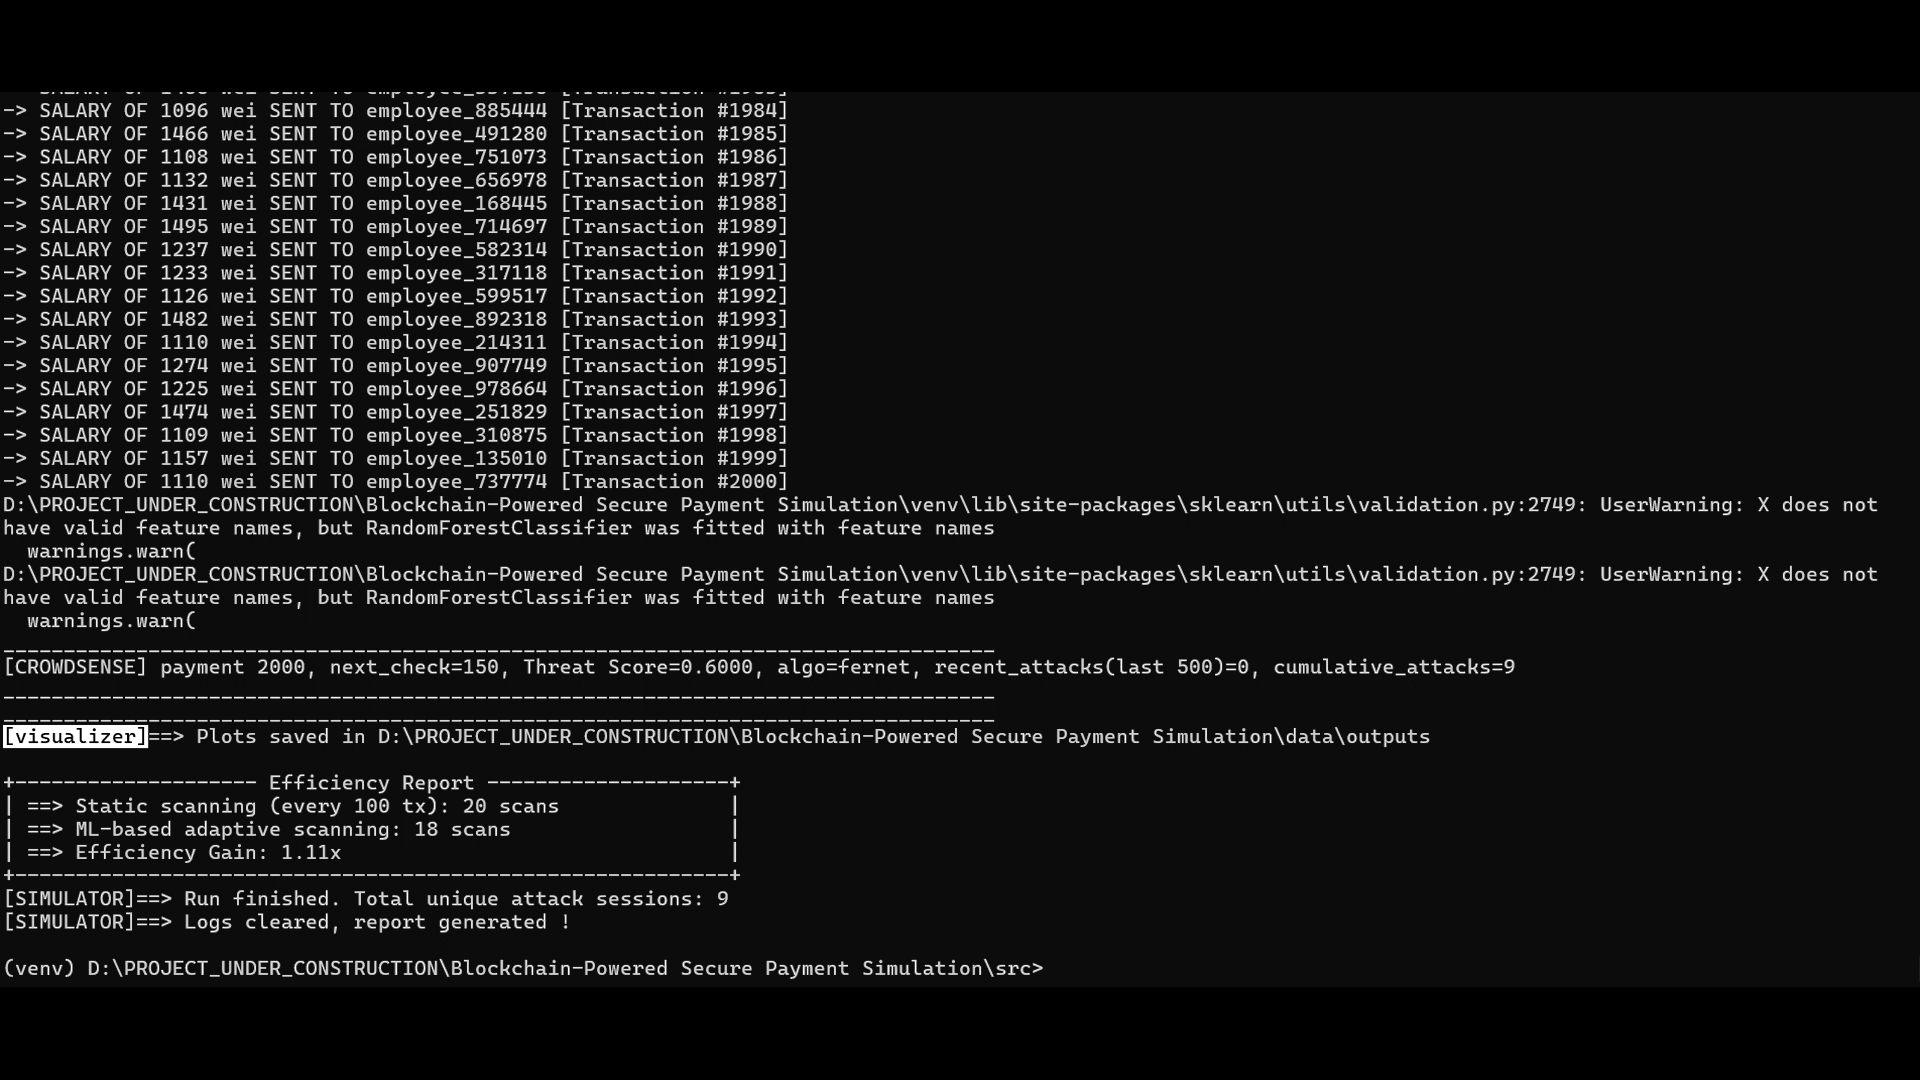 -> SALARY OF 1096 wei SENT TO employee_885444 [Transaction #1984]
-> SALARY OF 1466 wei SENT TO employee_491280 [Transaction #1985]
-> SALARY OF 1108 wei SENT TO employee_751073 [Transaction #1986]
-> SALARY OF 1132 wei SENT TO employee_656978 [Transaction #1987]
-> SALARY OF 1431 wei SENT TO employee_168445 [Transaction #1988]
-> SALARY OF 1495 wei SENT TO employee_714697 [Transaction #1989]
-> SALARY OF 1237 wei SENT TO employee_582314 [Transaction #1990]
-> SALARY OF 1233 wei SENT TO employee_317118 [Transaction #1991]
-> SALARY OF 1126 wei SENT TO employee_599517 [Transaction #1992]
-> SALARY OF 1482 wei SENT TO employee_892318 [Transaction #1993]
-> SALARY OF 1110 wei SENT TO employee_214311 [Transaction #1994]
-> SALARY OF 1274 wei SENT TO employee_907749 [Transaction #1995]
-> SALARY OF 1225 wei SENT TO employee_978664 [Transaction #1996]
-> SALARY OF 1474 wei SENT TO employee_251829 [Transaction #1997]
-> SALARY OF 1109 wei SENT TO employee_310875 [Transaction #1998]
-> SALARY OF 1157 wei SENT TO employee_135010 [Transaction #1999]
-> SALARY OF 1110 wei SENT TO employee_737774 [Transaction #2000]
D:\PROJECT_UNDER_CONSTRUCTION\Blockchain-Powered Secure Payment Simulation\venv\lib\site-packages\sklearn\utils\validation.py:2749: UserWarning: X does not
have valid feature names, but RandomForestClassifier was fitted with feature names
  warnings.warn(
D:\PROJECT_UNDER_CONSTRUCTION\Blockchain-Powered Secure Payment Simulation\venv\lib\site-packages\sklearn\utils\validation.py:2749: UserWarning: X does not
have valid feature names, but RandomForestClassifier was fitted with feature names
  warnings.warn(
__________________________________________________________________________________
[CROWDSENSE] payment 2000, next_check=150, Threat Score=0.6000, algo=fernet, recent_attacks(last 500)=0, cumulative_attacks=9
----------------------------------------------------------------------------------
__________________________________________________________________________________
[visualizer]==> Plots saved in D:\PROJECT_UNDER_CONSTRUCTION\Blockchain-Powered Secure Payment Simulation\data\outputs
+-------------------- Efficiency Report --------------------+
| ==> Static scanning (every 100 tx): 20 scans              |
| ==> ML-based adaptive scanning: 18 scans                  |
| ==> Efficiency Gain: 1.11x                                |
+-----------------------------------------------------------+
[SIMULATOR]==> Run finished. Total unique attack sessions: 9
[SIMULATOR]==> Logs cleared, report generated !
(venv) D:\PROJECT_UNDER_CONSTRUCTION\Blockchain-Powered Secure Payment Simulation\src>